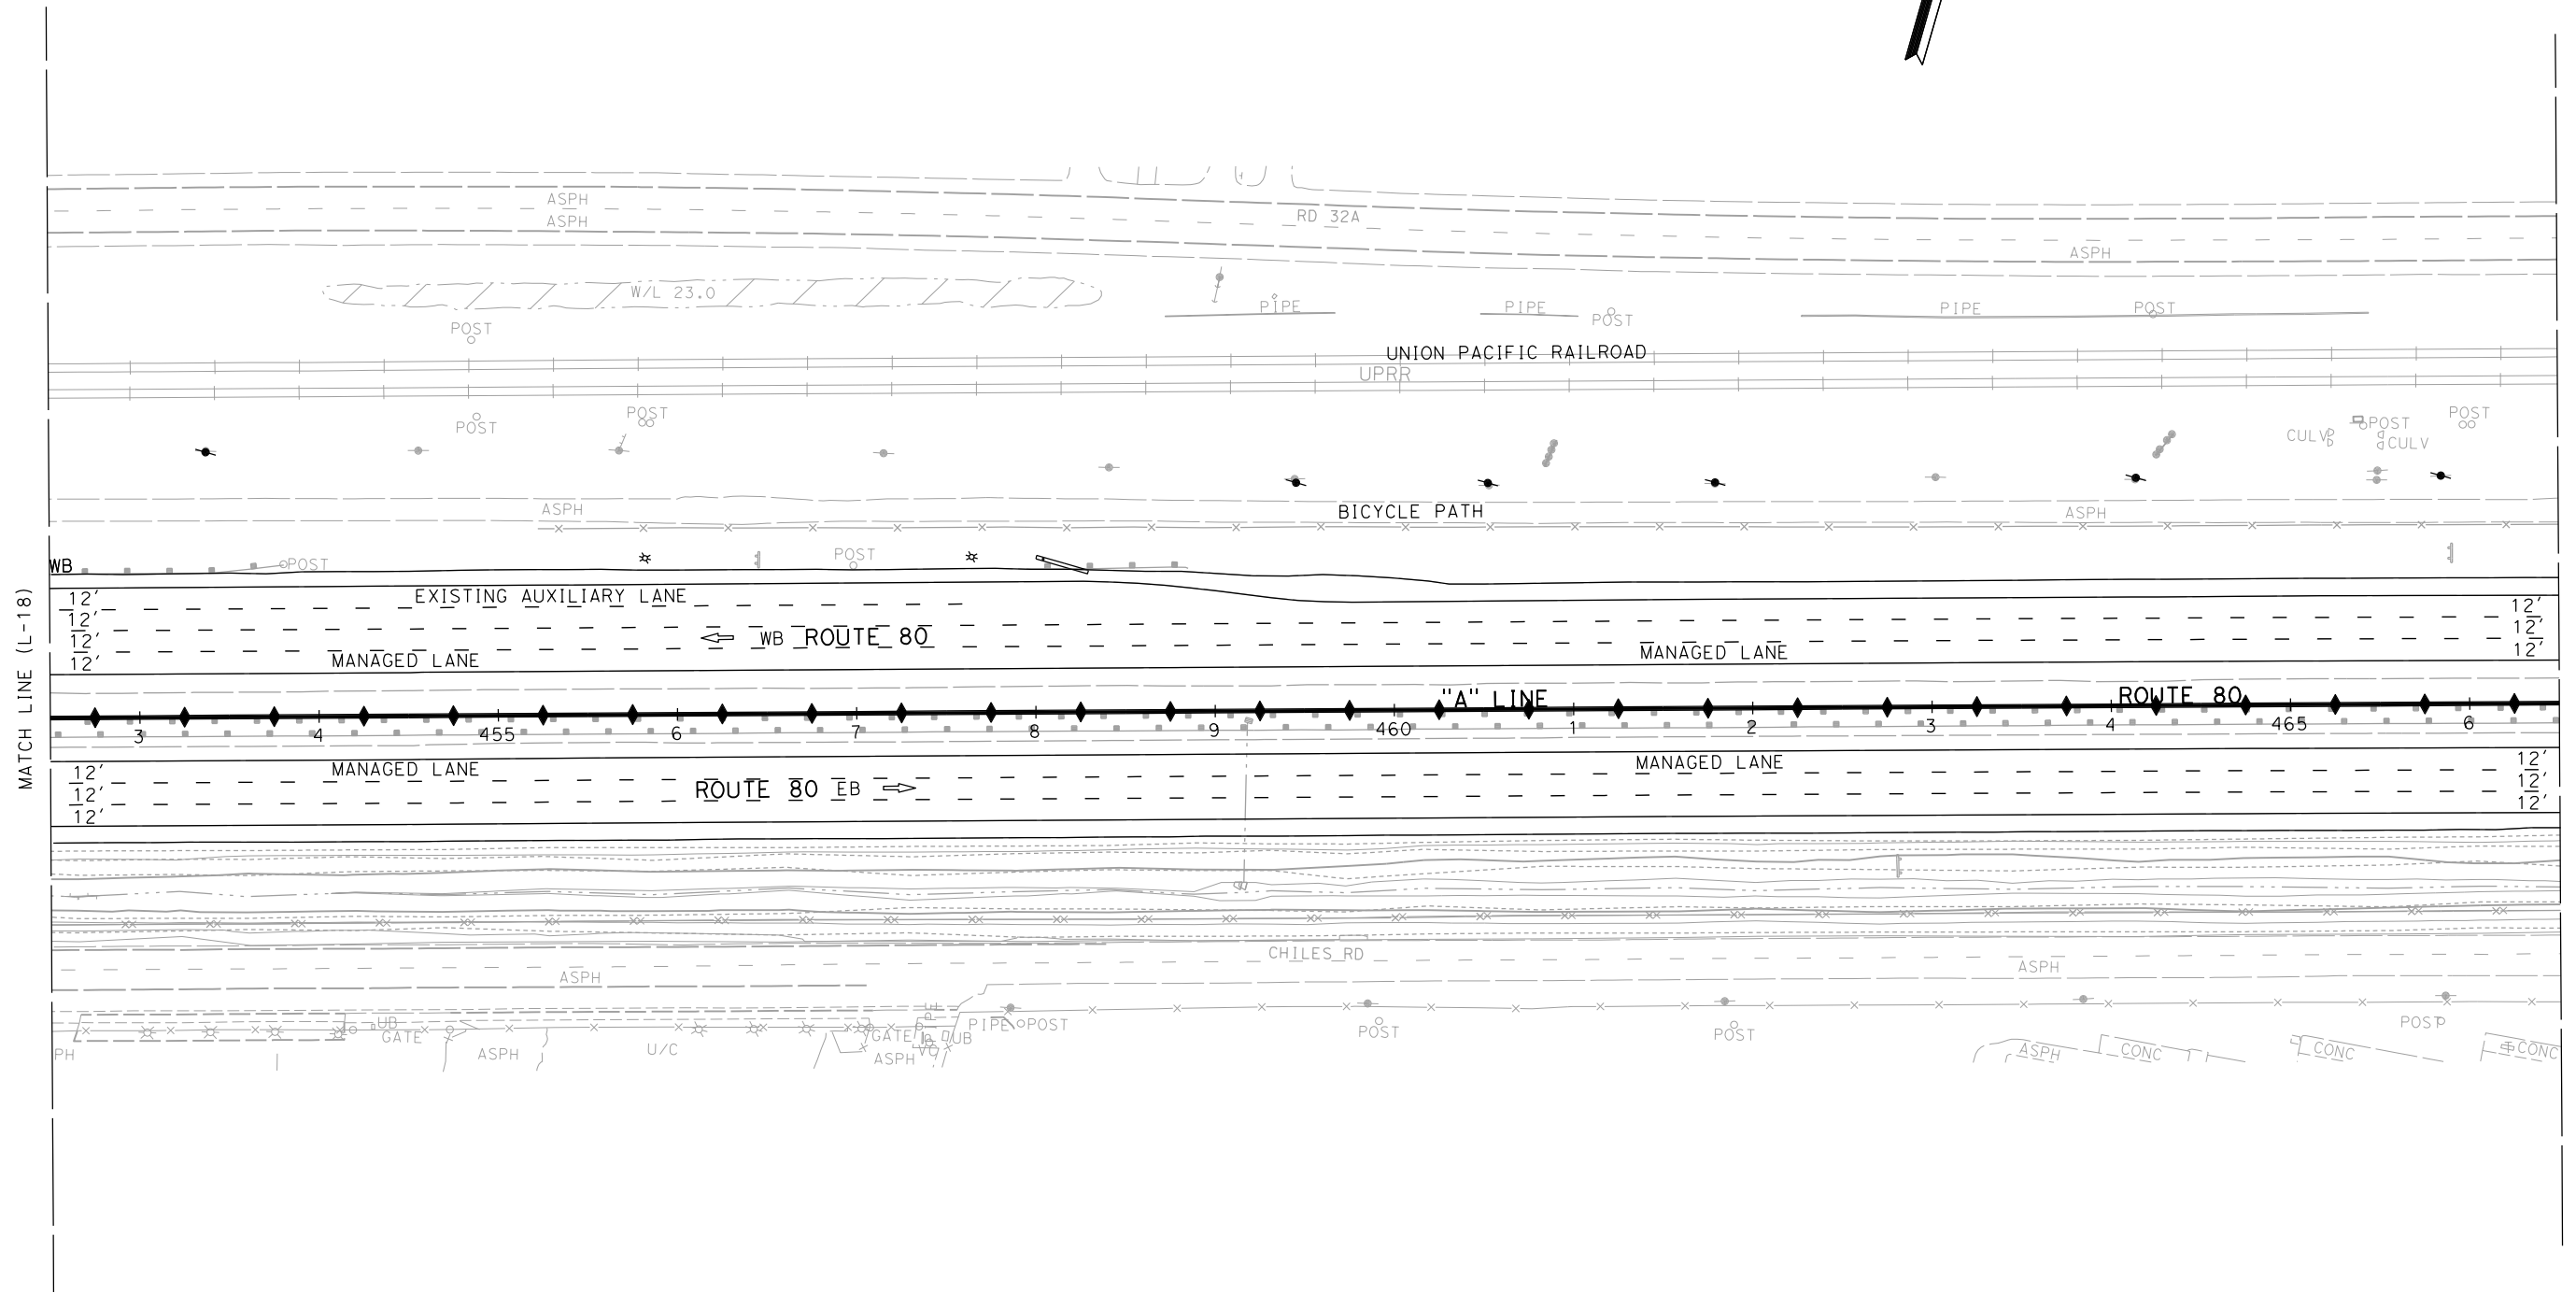 ASPH
ASPH
RD 32A
ASPH
W/L 23.0
PIPE
PIPE
POST
PIPE
POST
POST
UNION PACIFIC RAILROAD
UPRR
POST
POST
POST
POST
CULV
CULV
ASPH
BICYCLE PATH
ASPH
WB
POST
POST
MATCH LINE (L-18)
12'
12'
12'
12'
EXISTING AUXILIARY LANE
WB ROUTE 80
MANAGED LANE
MANAGED LANE
12'
12'
12'
"A" LINE
ROUTE 80
3 4 455 6 7 8 9 460 1 2 3 4 465 6
12'
12'
12'
MANAGED LANE
ROUTE 80 EB
MANAGED LANE
12'
12'
12'
CHILES RD
ASPH
ASPH
PH
UB
GATE
ASPH
U/C
GATE
ASPH
VC
UB
PIPE
PIPE
POST
POST
POST
POST
ASPH
CONC
CONC
CONC